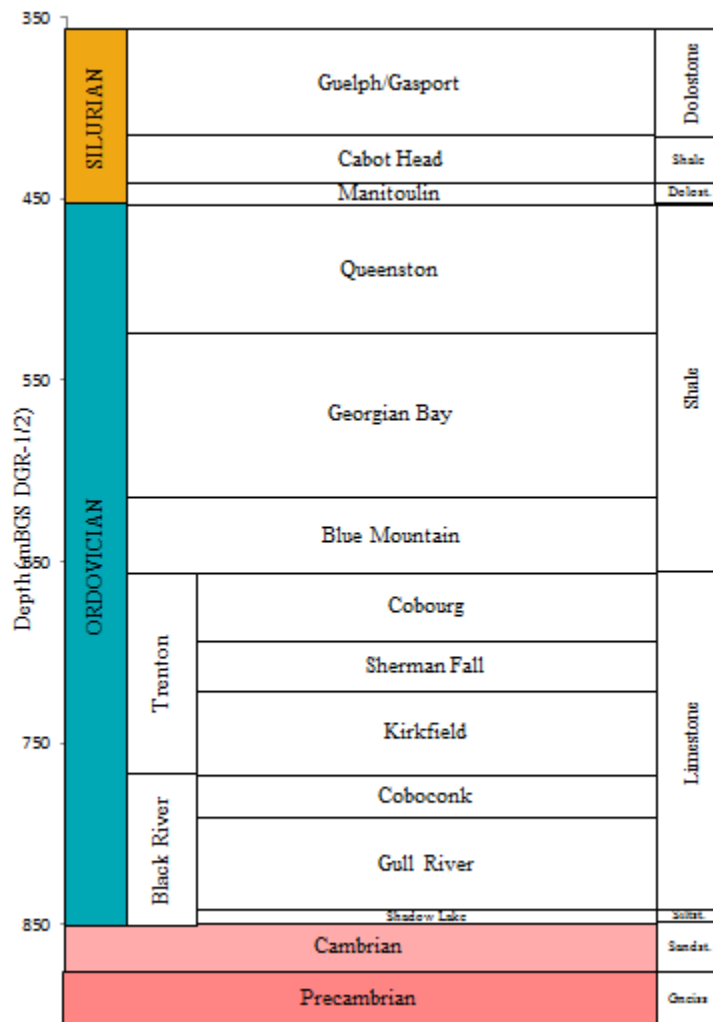 350
450
550
650
750
850
Depth (mBGS DGR-1/2)
SILURIAN
ORDOVICIAN
Guelph/Gasport
Dolostone
Cabot Head
Shale
Manitoulin
Dolost.
Queenston
Georgian Bay
Shale
Blue Mountain
Trenton
Cobourg
Sherman Fall
Kirkfield
Limestone
Black River
Coboconk
Gull River
Shadow Lake
Siltst.
Cambrian
Sandst.
Precambrian
Gneiss